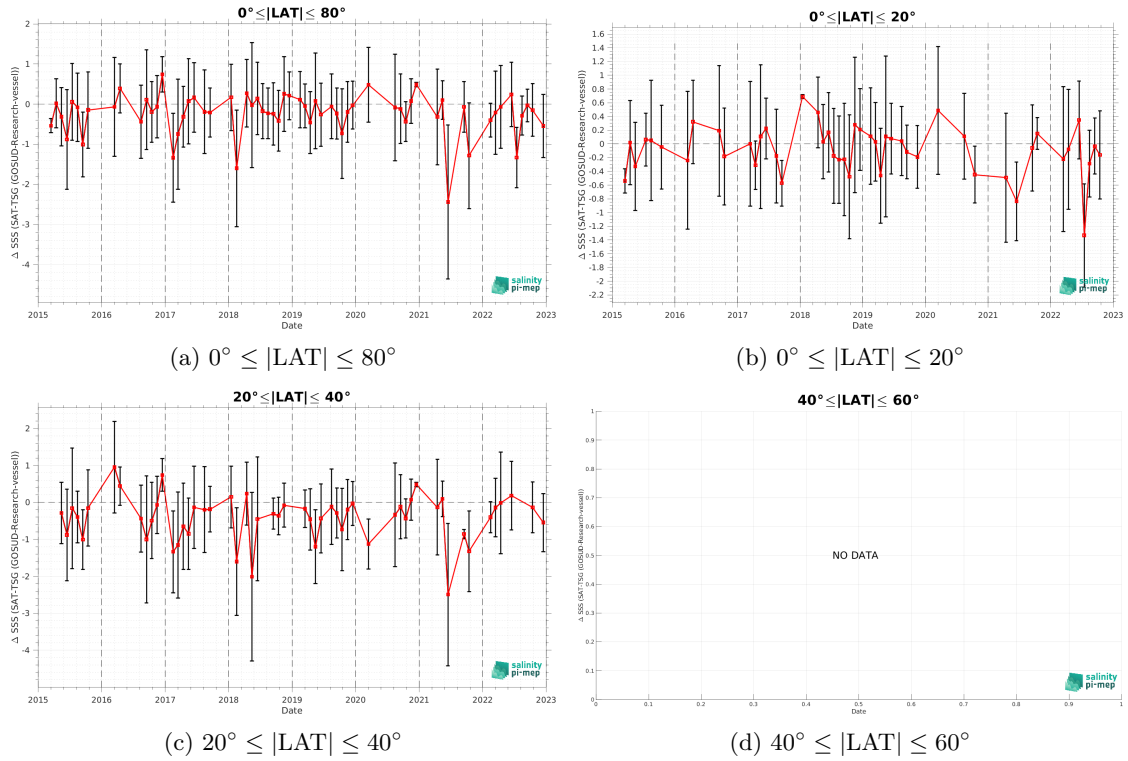 0°≤|LAT|≤ 80°
Δ SSS (SAT-TSG (GOSUD-Research-vessel))
2
1
0
-1
-2
-3
-4
2015 2016 2017 2018 2019 2020 2021 2022 2023
Date
salinity
pi-mep
(a) 0° ≤ |LAT| ≤ 80°
0°≤|LAT|≤ 20°
Δ SSS (SAT-TSG (GOSUD-Research-vessel))
1.6
1.4
1.2
1
0.8
0.6
0.4
0.2
0
-0.2
-0.4
-0.6
-0.8
-1
-1.2
-1.4
-1.6
-1.8
-2
-2.2
2015 2016 2017 2018 2019 2020 2021 2022 2023
Date
salinity
pi-mep
(b) 0° ≤ |LAT| ≤ 20°
20°≤|LAT|≤ 40°
Δ SSS (SAT-TSG (GOSUD-Research-vessel))
2
1
0
-1
-2
-3
-4
2015 2016 2017 2018 2019 2020 2021 2022 2023
Date
salinity
pi-mep
(c) 20° ≤ |LAT| ≤ 40°
40°≤|LAT|≤ 60°
Δ SSS (SAT-TSG (GOSUD-Research-vessel))
1
0.9
0.8
0.7
0.6
0.5
0.4
0.3
0.2
0.1
0
NO DATA
0 0.1 0.2 0.3 0.4 0.5 0.6 0.7 0.8 0.9 1
Date
salinity
pi-mep
(d) 40° ≤ |LAT| ≤ 60°